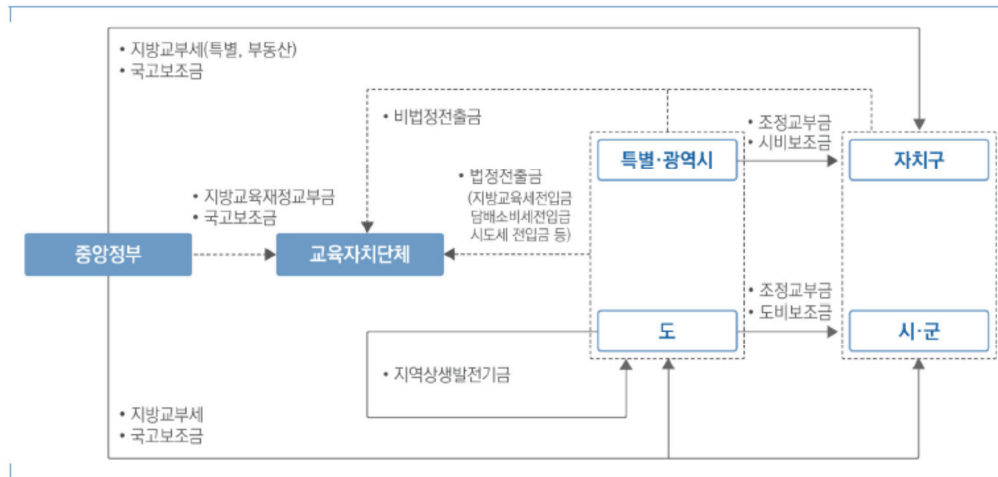 • 지방교부세(특별, 부동산)
• 국고보조금
• 비법정전출금
• 조정교부금
• 시비보조금
특별·광역시
자치구
• 법정전출금
(지방교육세전입금
담배소비세전입급
시도세 전입금 등)
• 지방교육재정교부금
• 국고보조금
중앙정부
교육자치단체
• 조정교부금
• 도비보조금
도
시·군
• 지역상생발전기금
• 지방교부세
• 국고보조금